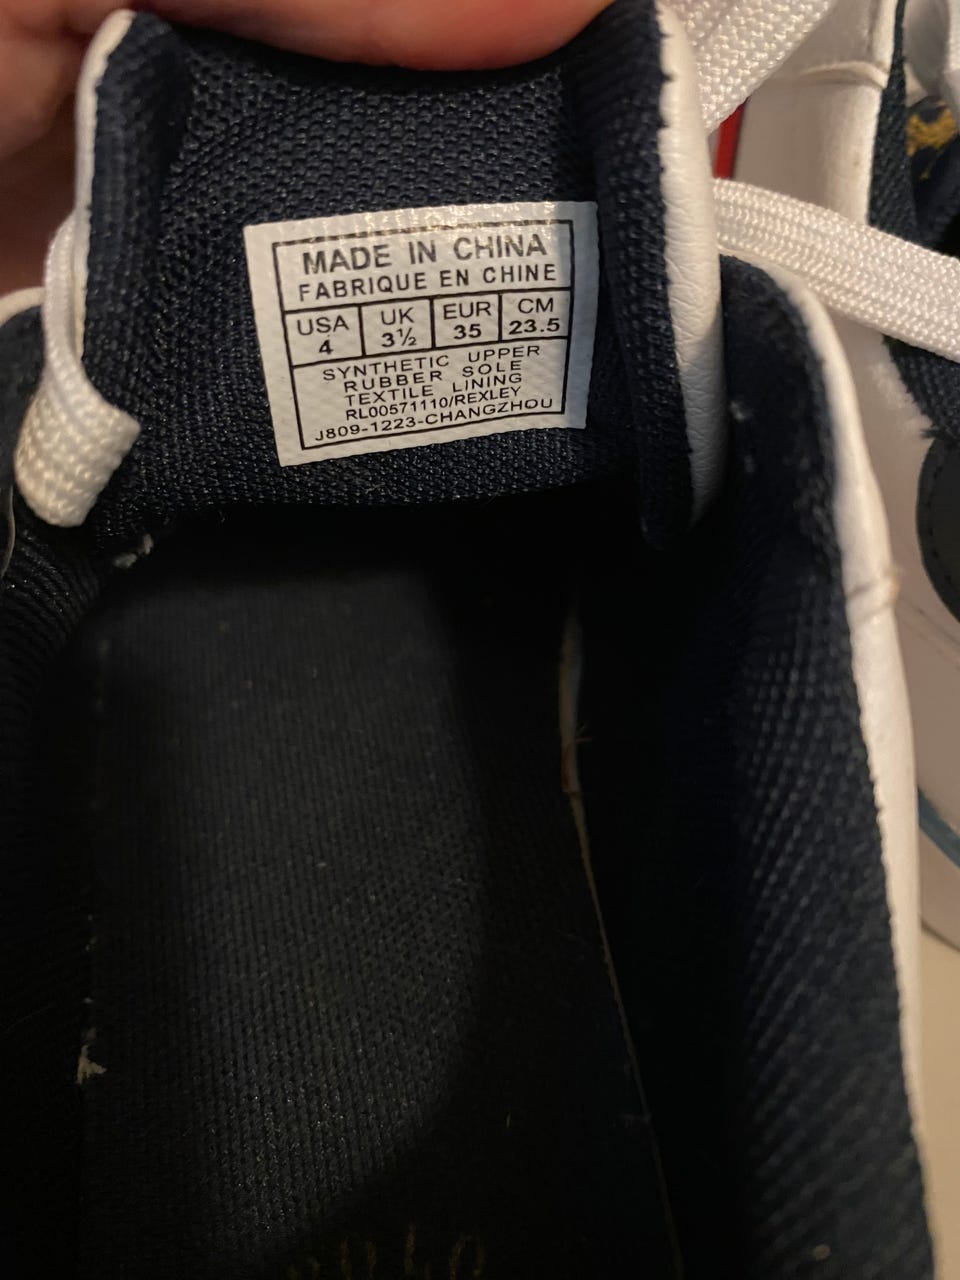 MADE IN CHINA
FABRIQUE EN CHINE
USA UK EUR CM
4 3½ 35 23.5
SYNTHETIC UPPER
RUBBER SOLE
TEXTILE LINING
RL00571110/REXLEY
J809-1223-CHANGZHOU